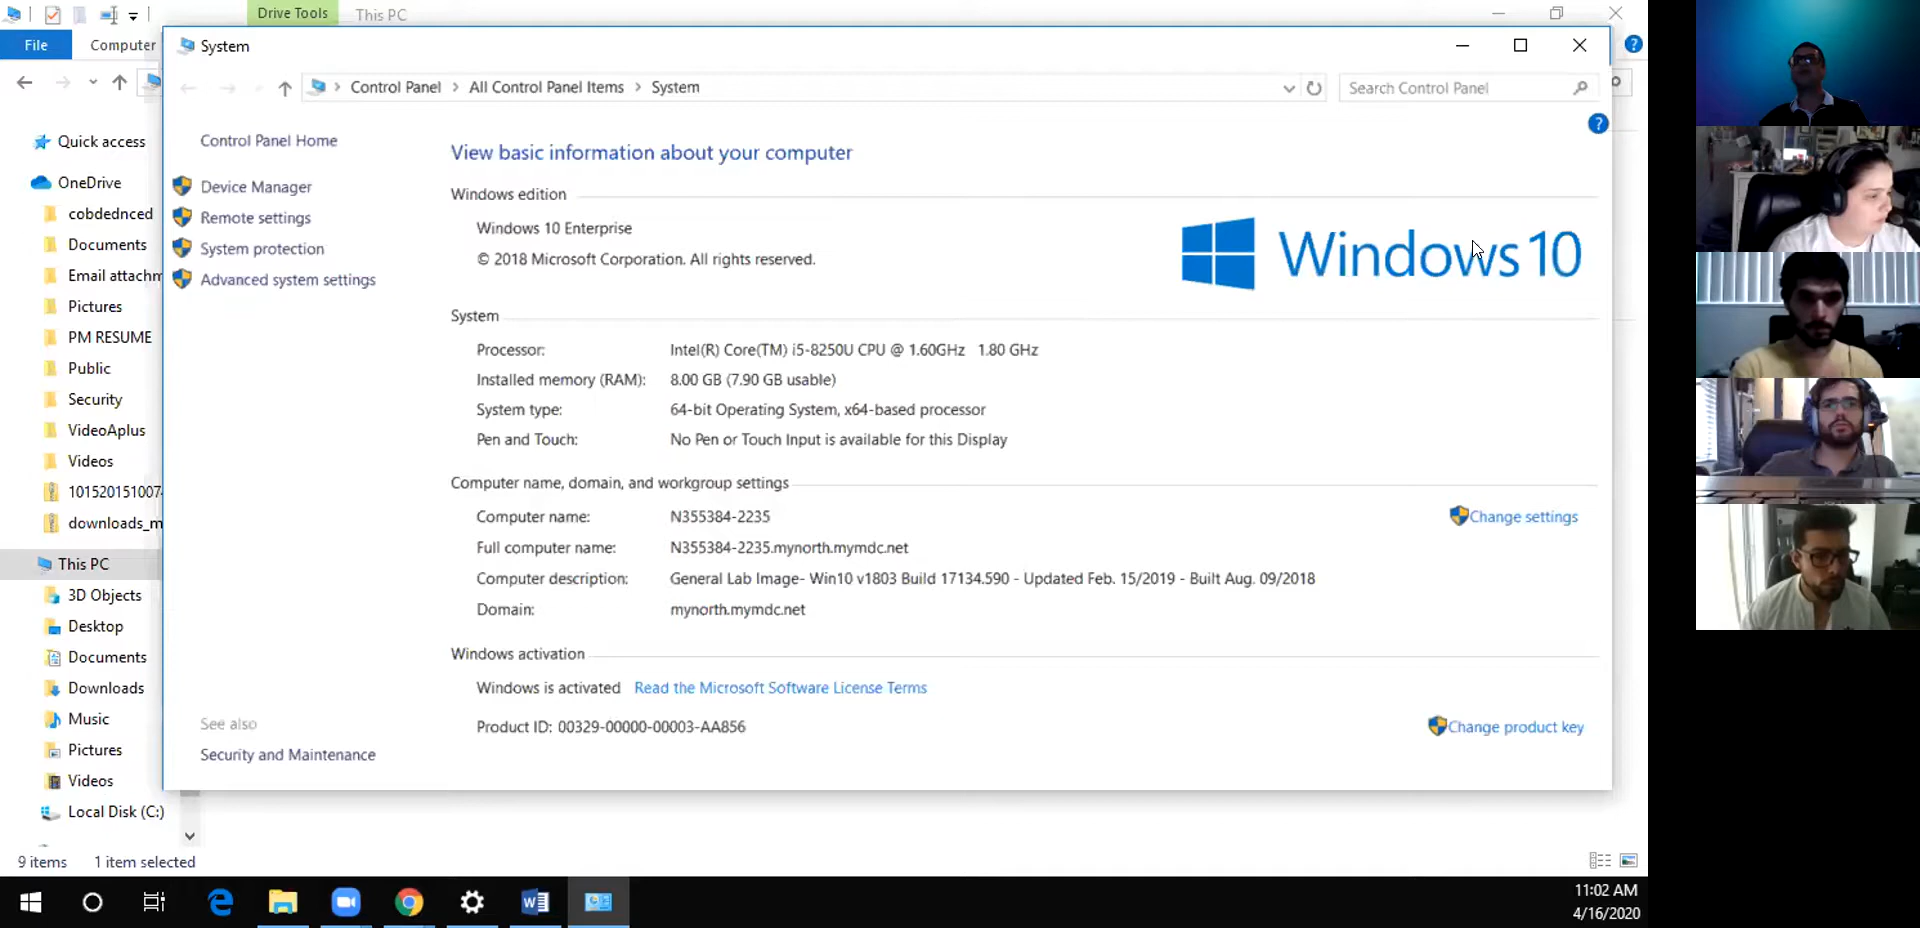 Drive Tools This PC
File Computer
System
Control Panel All Control Panel Items System
Search Control Panel
Quick access
OneDrive
cobdednced
Documents
Email attachm
Pictures
PM RESUME
Public
Security
VideoAplus
Videos
downloads_m
This PC
3D Objects
Desktop
Documents
Downloads
Music
Pictures
Videos
Local Disk (C:)
9 items 1 item selected
Control Panel Home
Device Manager
Remote settings
System protection
Advanced system settings
See also
Security and Maintenance
View basic information about your computer
Windows edition
Windows 10 Enterprise
© 2018 Microsoft Corporation. All rights reserved.
Windows 10
System
Processor: Intel(R) Core(TM) i5-8250U CPU @ 1.60GHz 1.80 GHz
Installed memory (RAM): 8.00 GB (7.90 GB usable)
System type: 64-bit Operating System, x64-based processor
Pen and Touch: No Pen or Touch Input is available for this Display
Computer name, domain, and workgroup settings
Computer name: N355384-2235
Change settings
Full computer name: N355384-2235.mynorth.mymdc.net
Computer description: General Lab Image- Win10 v1803 Build 17134.590 - Updated Feb. 15/2019 - Built Aug. 09/2018
Domain: mynorth.mymdc.net
Windows activation
Windows is activated Read the Microsoft Software License Terms
Product ID: 00329-00000-00003-AA856
Change product key
11:02 AM
4/16/2020